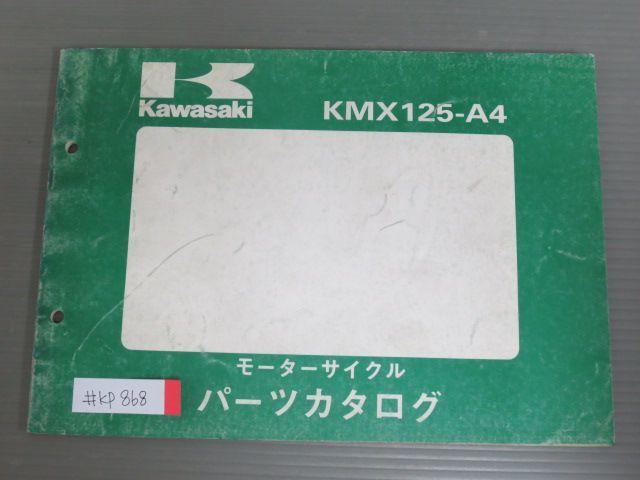 Kawasaki
KMX125-A4
モーターサイクル
パーツカタログ
#KP868